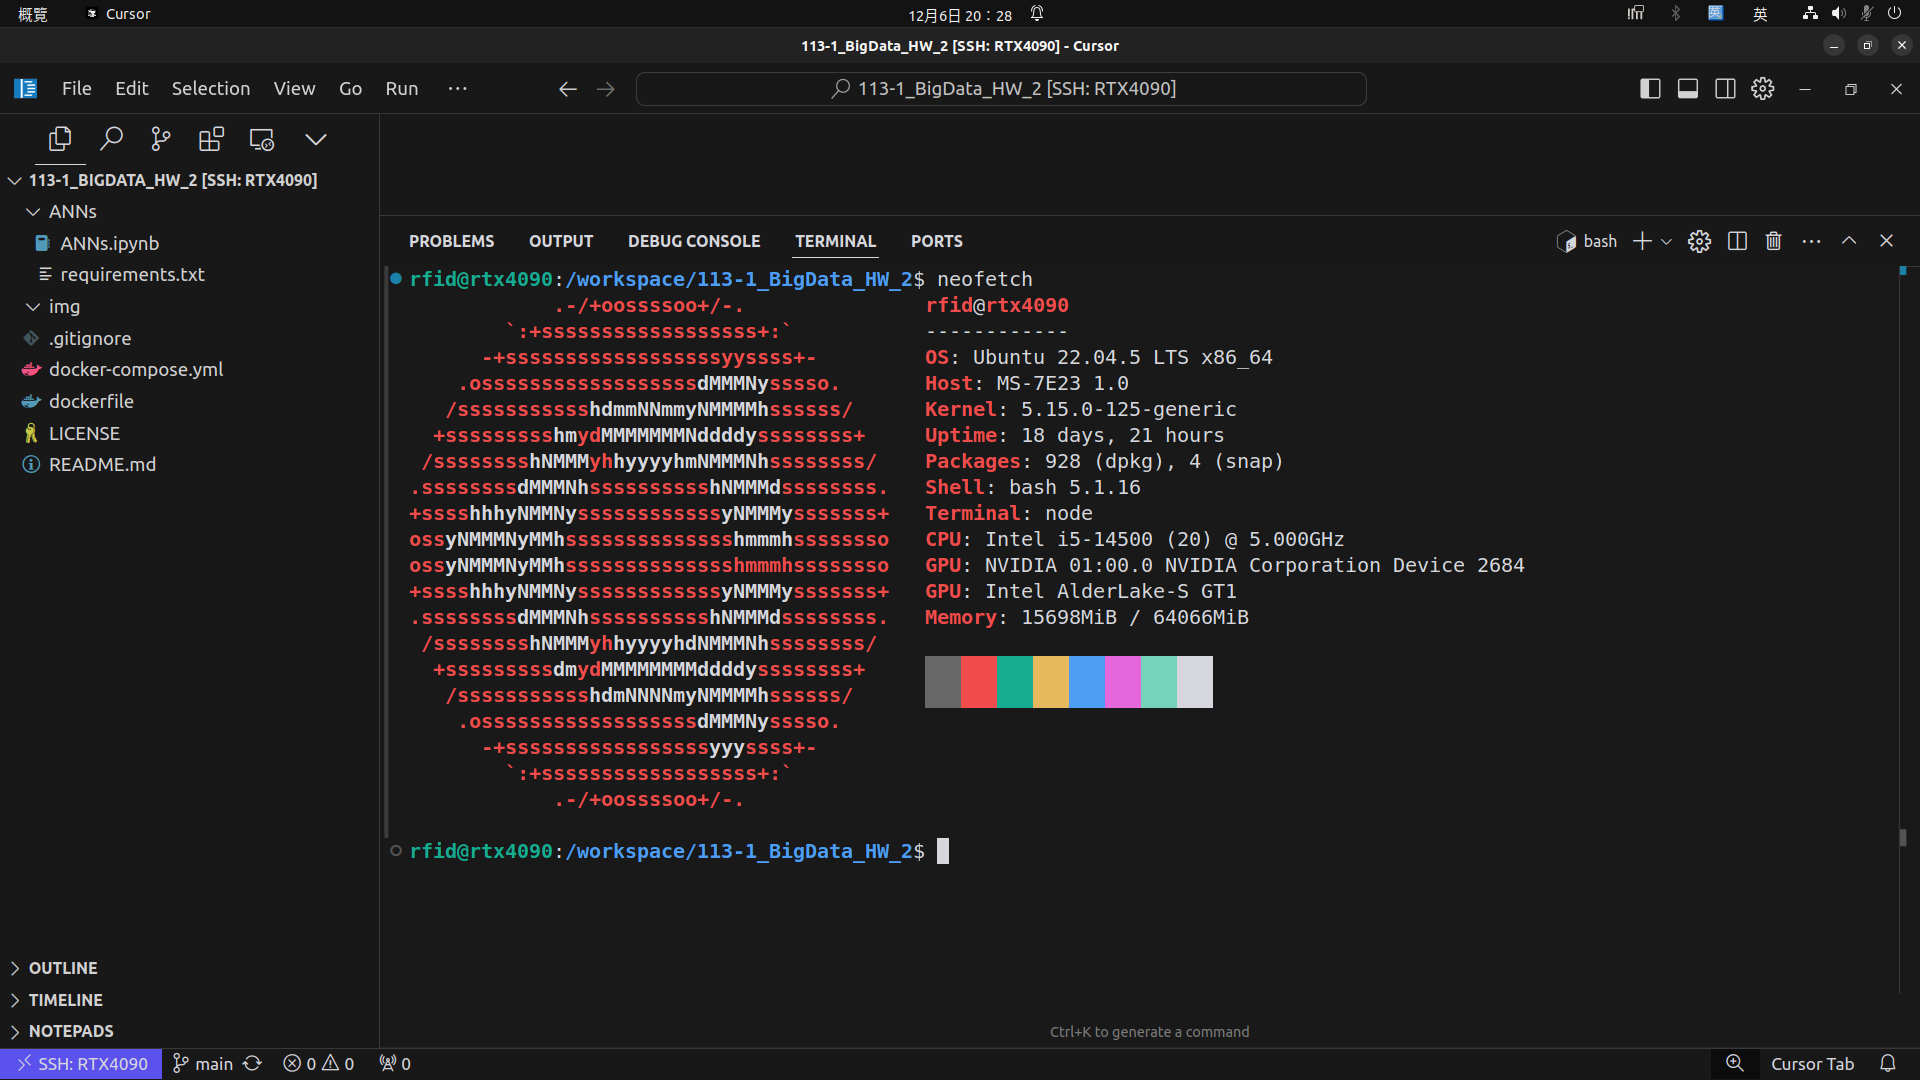 概覽 Cursor 12月6日 20：28 英 英
113-1_BigData_HW_2 [SSH: RTX4090] - Cursor
File Edit Selection View Go Run ··· 113-1_BigData_HW_2 [SSH: RTX4090]
113-1_BIGDATA_HW_2 [SSH: RTX4090]
ANNs
ANNs.ipynb
requirements.txt
img
.gitignore
docker-compose.yml
dockerfile
LICENSE
README.md
OUTLINE
TIMELINE
NOTEPADS
PROBLEMS OUTPUT DEBUG CONSOLE TERMINAL PORTS bash
rfid@rtx4090:/workspace/113-1_BigData_HW_2$ neofetch
.-/+oossssoo+/-. rfid@rtx4090
`:+ssssssssssssssssss+:` ------------
-+ssssssssssssssssssyyssss+- OS: Ubuntu 22.04.5 LTS x86_64
.ossssssssssssssssssdMMMNysssso. Host: MS-7E23 1.0
/ssssssssssshdmmNNmmyNMMMMhssssss/ Kernel: 5.15.0-125-generic
+ssssssssshmydMMMMMMMNddddyssssssss+ Uptime: 18 days, 21 hours
/sssssssshNMMMyhhyyyyhmNMMMNhssssssss/ Packages: 928 (dpkg), 4 (snap)
.ssssssssdMMMNhsssssssssshNMMMdssssssss. Shell: bash 5.1.16
+sssshhhyNMMNyssssssssssssyNMMMysssssss+ Terminal: node
ossyNMMMNyMMhsssssssssssssshmmmhssssssso CPU: Intel i5-14500 (20) @ 5.000GHz
ossyNMMMNyMMhsssssssssssssshmmmhssssssso GPU: NVIDIA 01:00.0 NVIDIA Corporation Device 2684
+sssshhhyNMMNyssssssssssssyNMMMysssssss+ GPU: Intel AlderLake-S GT1
.ssssssssdMMMNhsssssssssshNMMMdssssssss. Memory: 15698MiB / 64066MiB
/sssssssshNMMMyhhyyyyhdNMMMNhssssssss/
+sssssssssdmydMMMMMMMMddddyssssssss+
/ssssssssssshdmNNNNmyNMMMMhssssss/
.ossssssssssssssssssdMMMNysssso.
-+sssssssssssssssssyyyssss+-
`:+ssssssssssssssssss+:`
.-/+oossssoo+/-.
rfid@rtx4090:/workspace/113-1_BigData_HW_2$
Ctrl+K to generate a command
SSH: RTX4090 main 0 0 0 Cursor Tab